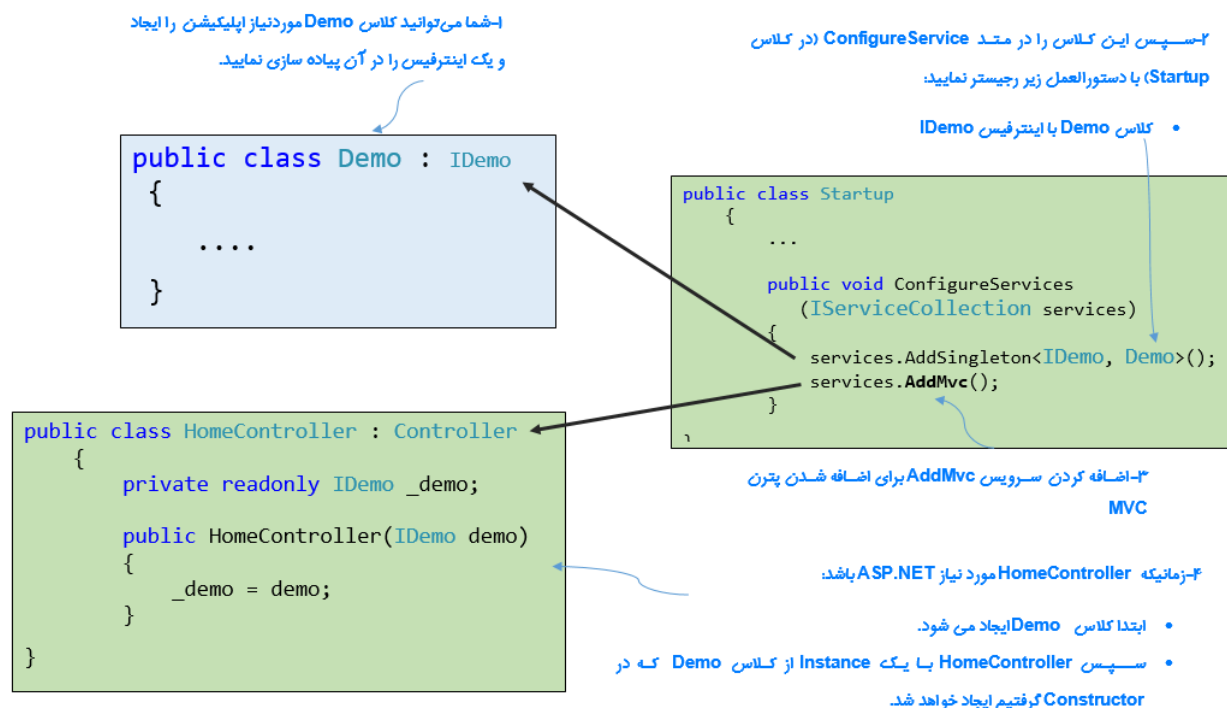 ۱-شما می‌توانید کلاس Demo موردنیاز اپلیکیشن را ایجاد
و یک اینترفیس را در آن پیاده سازی نمایید.
public class Demo : IDemo
{
....
}
۲-سپس این کلاس را در متد ConfigureService (در کلاس
Startup) با دستورالعمل زیر رجیستر نمایید:
• کلاس Demo با اینترفیس IDemo
public class Startup
{
...
public void ConfigureServices
(IServiceCollection services)
{
services.AddSingleton<IDemo, Demo>();
services.AddMvc();
}
}
۳-اضافه کردن سرویس AddMvc برای اضافه شدن پترن
MVC
public class HomeController : Controller
{
private readonly IDemo _demo;
public HomeController(IDemo demo)
{
_demo = demo;
}
}
۴-زمانیکه HomeController مورد نیاز ASP.NET باشد:
• ابتدا کلاس Demo ایجاد می شود.
• سپس HomeController با یک Instance از کلاس Demo که در
Constructor گرفتیم ایجاد خواهد شد.